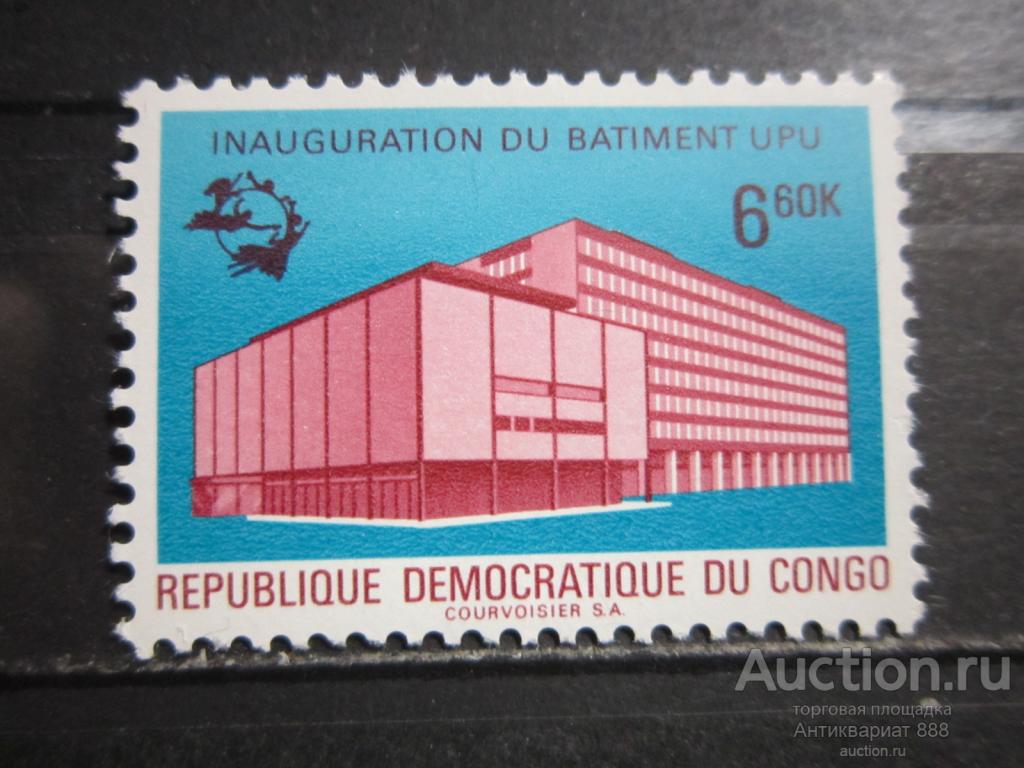 INAUGURATION DU BATIMENT UPU
6 60K
REPUBLIQUE DEMOCRATIQUE DU CONGO
COURVOISIER S.A.
Auction.ru
торговая площадка
Антиквариат 888
auction.ru